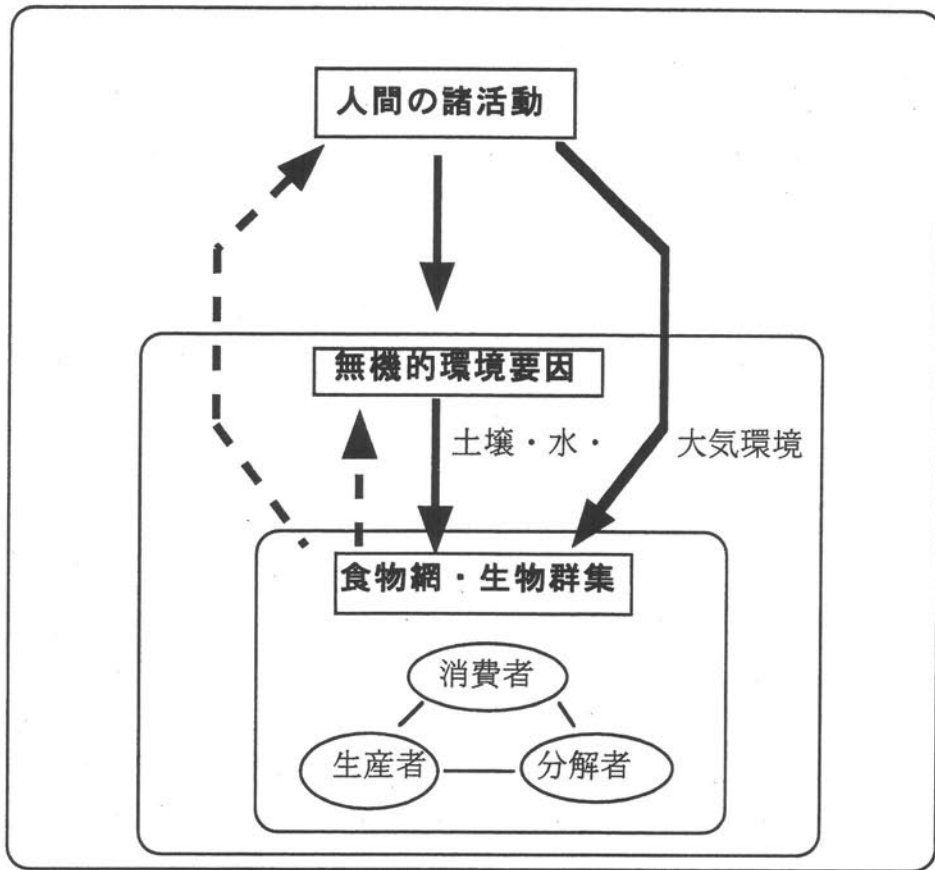 人間の諸活動
無機的環境要因
土壌・水・ 大気環境
食物網・生物群集
消費者
生産者
分解者